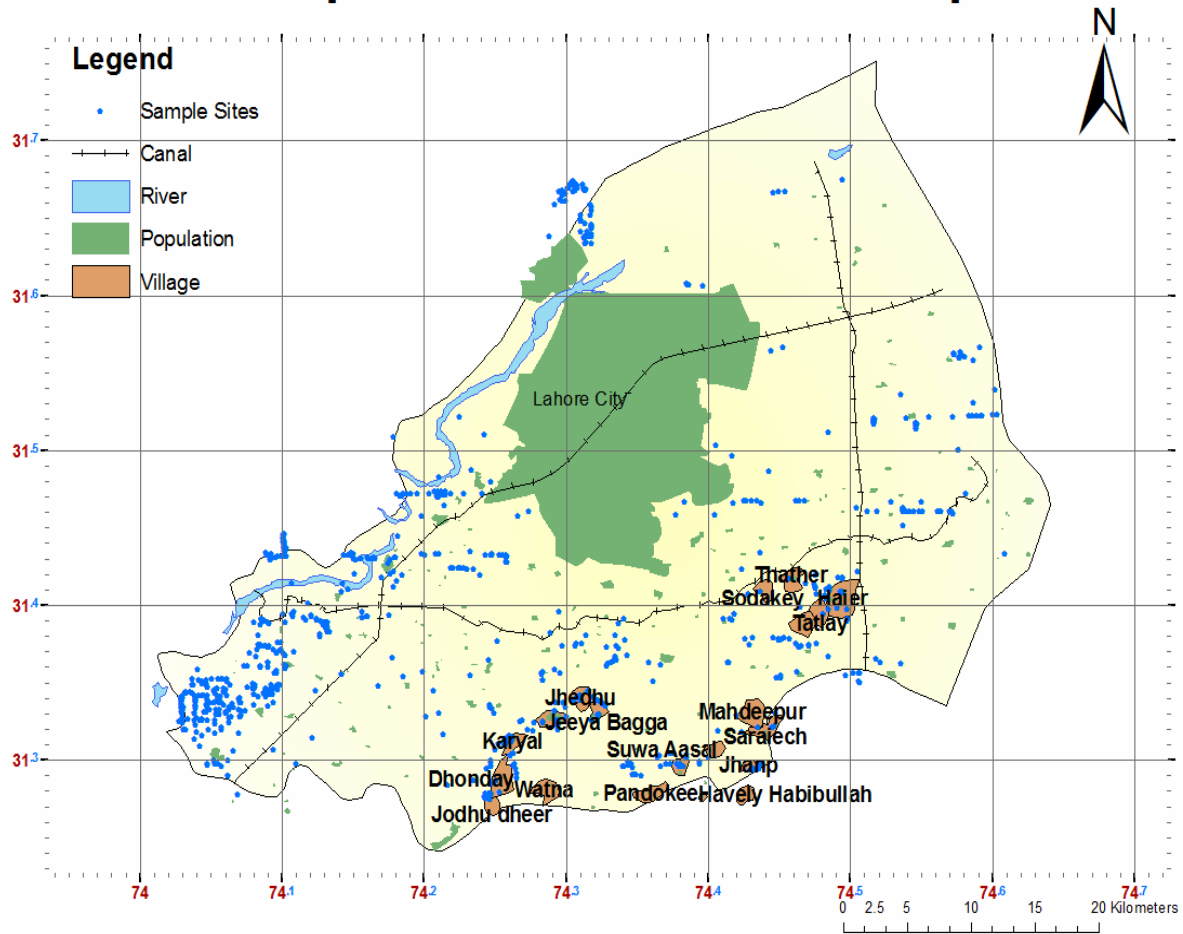 N
Legend
Sample Sites
Canal
River
Population
Village
31.7
31.6
31.5
31.4
31.3
Lahore City
Thather
Sodakey Haler
Tatlay
Jhedhu
Jeeya Bagga
Mahdeepur
Karyal
Saraiech
Suwa Aasal
Jhanp
Dhonday
Watna
Pandokee
Havely Habibullah
Jodhu dheer
74 74.1 74.2 74.3 74.4 74.5 74.6 74.7
0 2.5 5 10 15 20 Kilometers